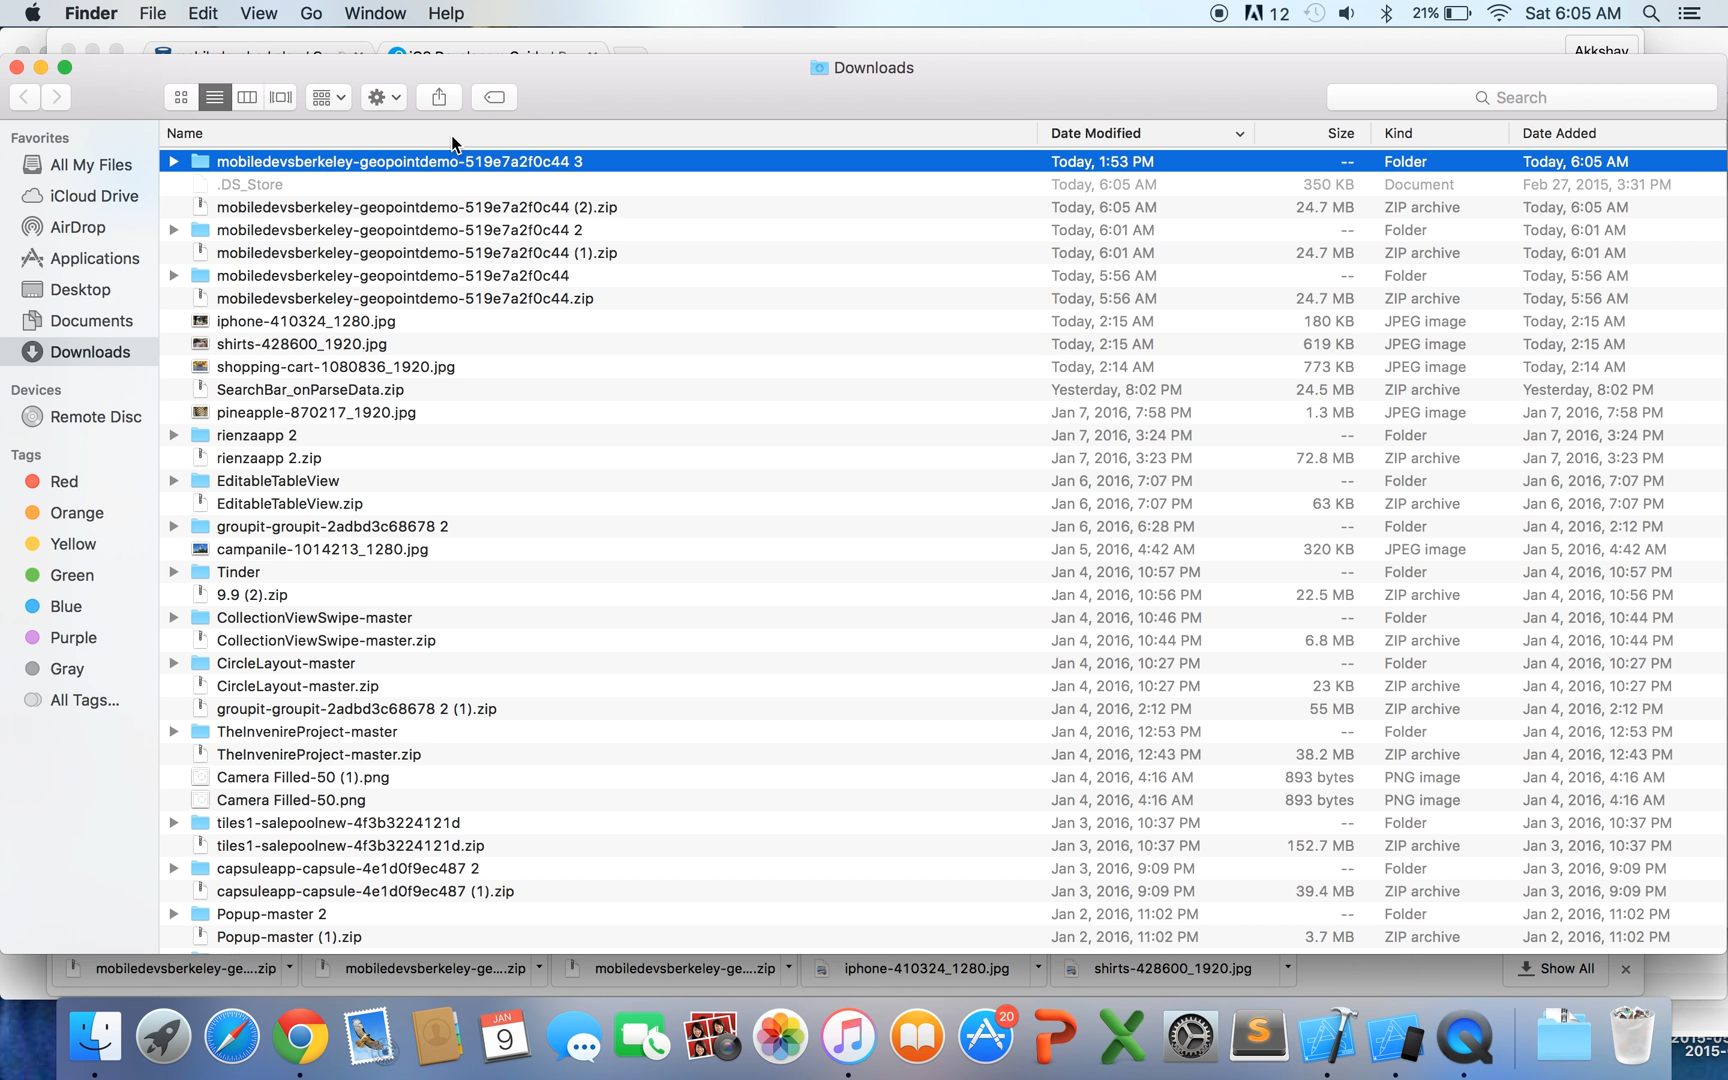 Finder File Edit View Go Window Help 12 21% Sat 6:05 AM
Akkshay
Downloads
Search
Name Date Modified Size Kind Date Added
Favorites
All My Files
iCloud Drive
AirDrop
Applications
Desktop
Documents
Downloads
Devices
Remote Disc
Tags
Red
Orange
Yellow
Green
Blue
Purple
Gray
All Tags...
mobiledevsberkeley-geopointdemo-519e7a2f0c44 3 Today, 1:53 PM -- Folder Today, 6:05 AM
.DS_Store Today, 6:05 AM 350 KB Document Feb 27, 2015, 3:31 PM
mobiledevsberkeley-geopointdemo-519e7a2f0c44 (2).zip Today, 6:05 AM 24.7 MB ZIP archive Today, 6:05 AM
mobiledevsberkeley-geopointdemo-519e7a2f0c44 2 Today, 6:01 AM -- Folder Today, 6:01 AM
mobiledevsberkeley-geopointdemo-519e7a2f0c44 (1).zip Today, 6:01 AM 24.7 MB ZIP archive Today, 6:01 AM
mobiledevsberkeley-geopointdemo-519e7a2f0c44 Today, 5:56 AM -- Folder Today, 5:56 AM
mobiledevsberkeley-geopointdemo-519e7a2f0c44.zip Today, 5:56 AM 24.7 MB ZIP archive Today, 5:56 AM
iphone-410324_1280.jpg Today, 2:15 AM 180 KB JPEG image Today, 2:15 AM
shirts-428600_1920.jpg Today, 2:15 AM 619 KB JPEG image Today, 2:15 AM
shopping-cart-1080836_1920.jpg Today, 2:14 AM 773 KB JPEG image Today, 2:14 AM
SearchBar_onParseData.zip Yesterday, 8:02 PM 24.5 MB ZIP archive Yesterday, 8:02 PM
pineapple-870217_1920.jpg Jan 7, 2016, 7:58 PM 1.3 MB JPEG image Jan 7, 2016, 7:58 PM
rienzaapp 2 Jan 7, 2016, 3:24 PM -- Folder Jan 7, 2016, 3:24 PM
rienzaapp 2.zip Jan 7, 2016, 3:23 PM 72.8 MB ZIP archive Jan 7, 2016, 3:23 PM
EditableTableView Jan 6, 2016, 7:07 PM -- Folder Jan 6, 2016, 7:07 PM
EditableTableView.zip Jan 6, 2016, 7:07 PM 63 KB ZIP archive Jan 6, 2016, 7:07 PM
groupit-groupit-2adbd3c68678 2 Jan 6, 2016, 6:28 PM -- Folder Jan 4, 2016, 2:12 PM
campanile-1014213_1280.jpg Jan 5, 2016, 4:42 AM 320 KB JPEG image Jan 5, 2016, 4:42 AM
Tinder Jan 4, 2016, 10:57 PM -- Folder Jan 4, 2016, 10:57 PM
9.9 (2).zip Jan 4, 2016, 10:56 PM 22.5 MB ZIP archive Jan 4, 2016, 10:56 PM
CollectionViewSwipe-master Jan 4, 2016, 10:46 PM -- Folder Jan 4, 2016, 10:44 PM
CollectionViewSwipe-master.zip Jan 4, 2016, 10:44 PM 6.8 MB ZIP archive Jan 4, 2016, 10:44 PM
CircleLayout-master Jan 4, 2016, 10:27 PM -- Folder Jan 4, 2016, 10:27 PM
CircleLayout-master.zip Jan 4, 2016, 10:27 PM 23 KB ZIP archive Jan 4, 2016, 10:27 PM
groupit-groupit-2adbd3c68678 2 (1).zip Jan 4, 2016, 2:12 PM 55 MB ZIP archive Jan 4, 2016, 2:12 PM
TheInvenireProject-master Jan 4, 2016, 12:53 PM -- Folder Jan 4, 2016, 12:53 PM
TheInvenireProject-master.zip Jan 4, 2016, 12:43 PM 38.2 MB ZIP archive Jan 4, 2016, 12:43 PM
Camera Filled-50 (1).png Jan 4, 2016, 4:16 AM 893 bytes PNG image Jan 4, 2016, 4:16 AM
Camera Filled-50.png Jan 4, 2016, 4:16 AM 893 bytes PNG image Jan 4, 2016, 4:16 AM
tiles1-salepoolnew-4f3b3224121d Jan 3, 2016, 10:37 PM -- Folder Jan 3, 2016, 10:37 PM
tiles1-salepoolnew-4f3b3224121d.zip Jan 3, 2016, 10:37 PM 152.7 MB ZIP archive Jan 3, 2016, 10:37 PM
capsuleapp-capsule-4e1d0f9ec487 2 Jan 3, 2016, 9:09 PM -- Folder Jan 3, 2016, 9:09 PM
capsuleapp-capsule-4e1d0f9ec487 (1).zip Jan 3, 2016, 9:09 PM 39.4 MB ZIP archive Jan 3, 2016, 9:09 PM
Popup-master 2 Jan 2, 2016, 11:02 PM -- Folder Jan 2, 2016, 11:02 PM
Popup-master (1).zip Jan 2, 2016, 11:02 PM 3.7 MB ZIP archive Jan 2, 2016, 11:02 PM
mobiledevsberkeley-ge....zip mobiledevsberkeley-ge....zip mobiledevsberkeley-ge....zip iphone-410324_1280.jpg shirts-428600_1920.jpg Show All
JAN
9
20
2015-